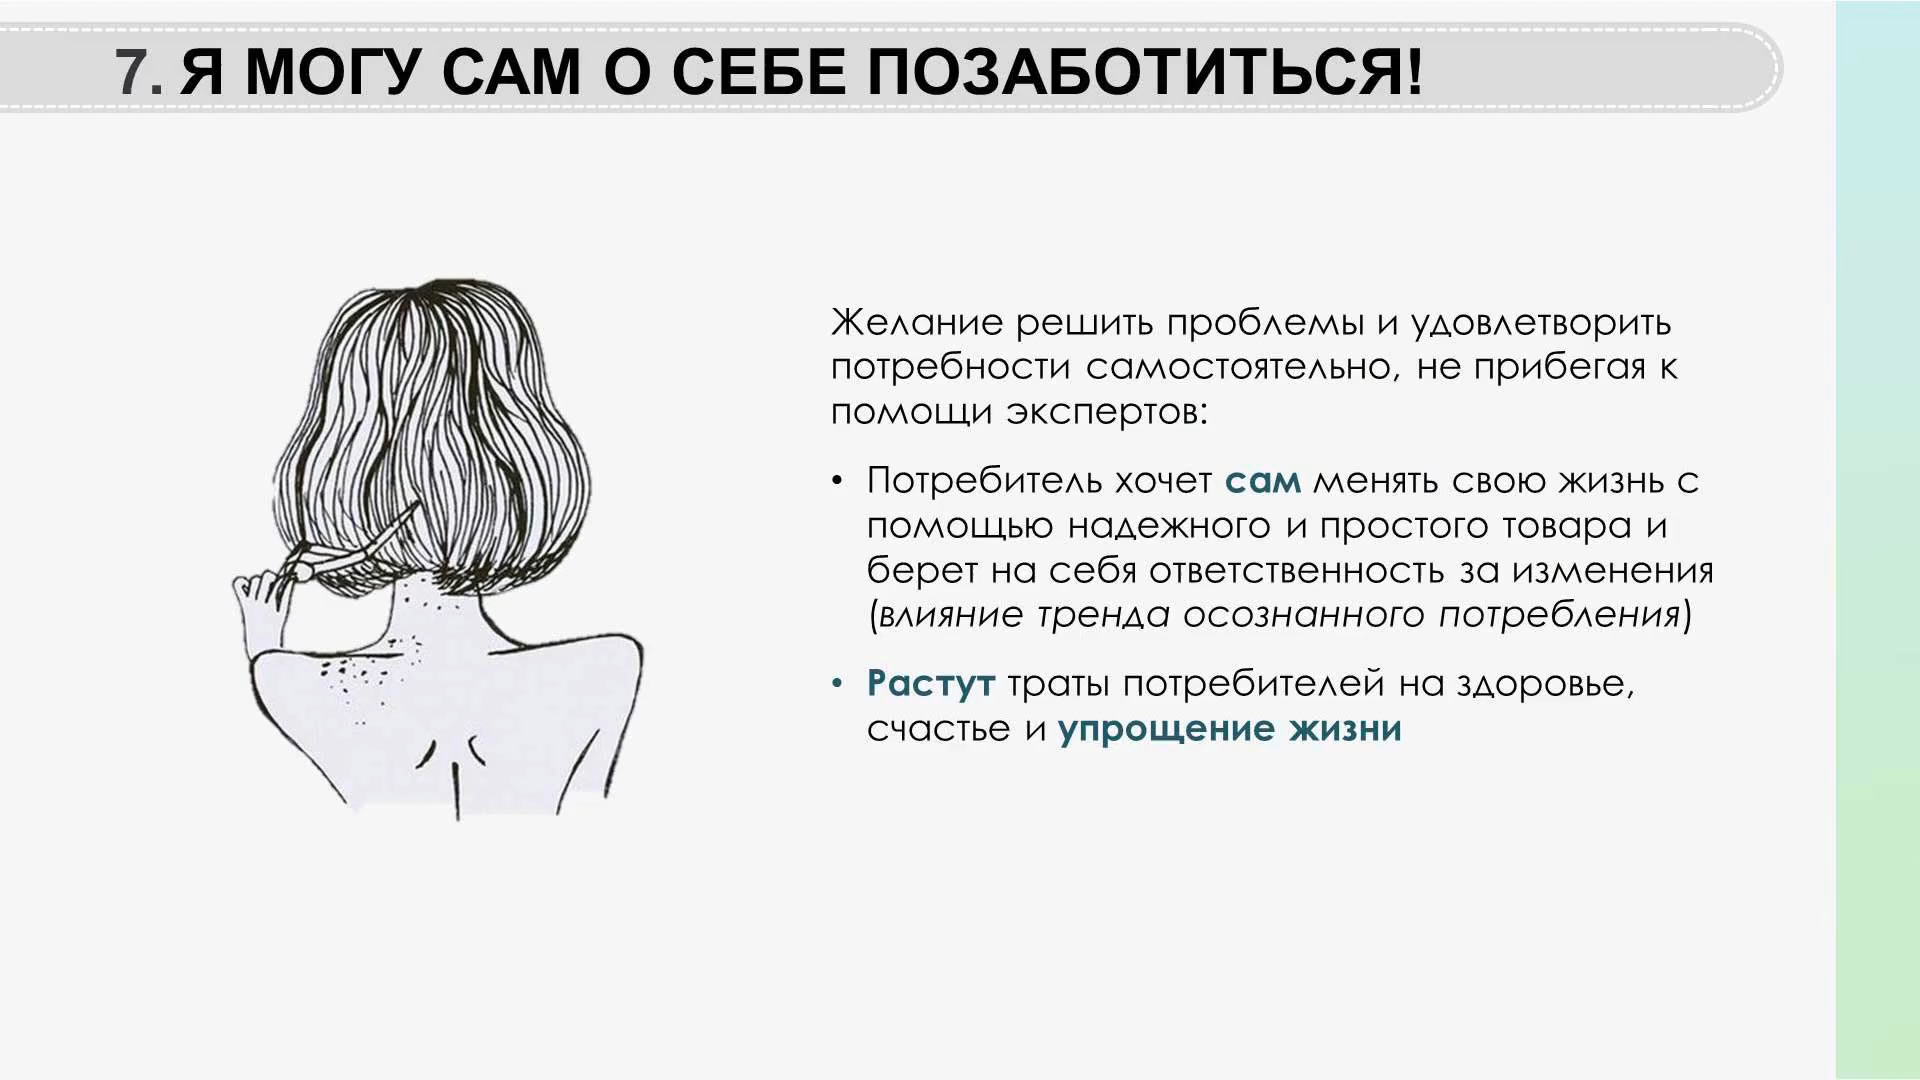 7. Я МОГУ САМ О СЕБЕ ПОЗАБОТИТЬСЯ!
Желание решить проблемы и удовлетворить
потребности самостоятельно, не прибегая к
помощи экспертов:
• Потребитель хочет сам менять свою жизнь с
помощью надежного и простого товара и
берет на себя ответственность за изменения
(влияние тренда осознанного потребления)
• Растут траты потребителей на здоровье,
счастье и упрощение жизни